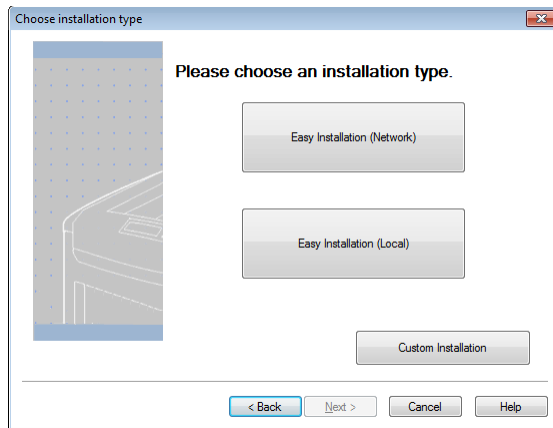 Choose installation type
Please choose an installation type.
Easy Installation (Network)
Easy Installation (Local)
Custom Installation
< Back Next > Cancel Help